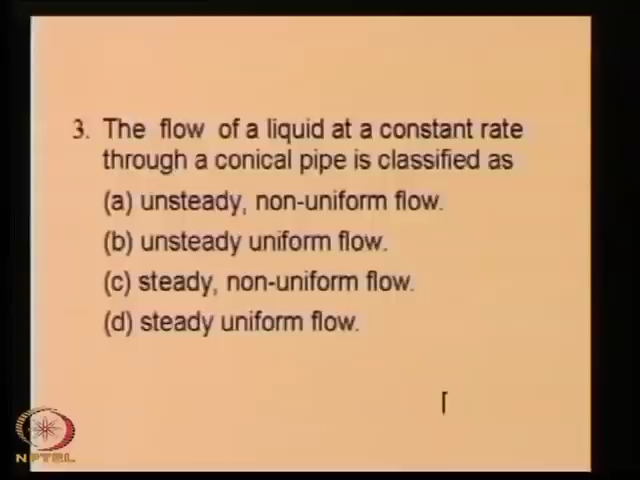 3. The flow of a liquid at a constant rate
through a conical pipe is classified as
(a) unsteady, non-uniform flow.
(b) unsteady uniform flow.
(c) steady, non-uniform flow.
(d) steady uniform flow.
[
NPTEL